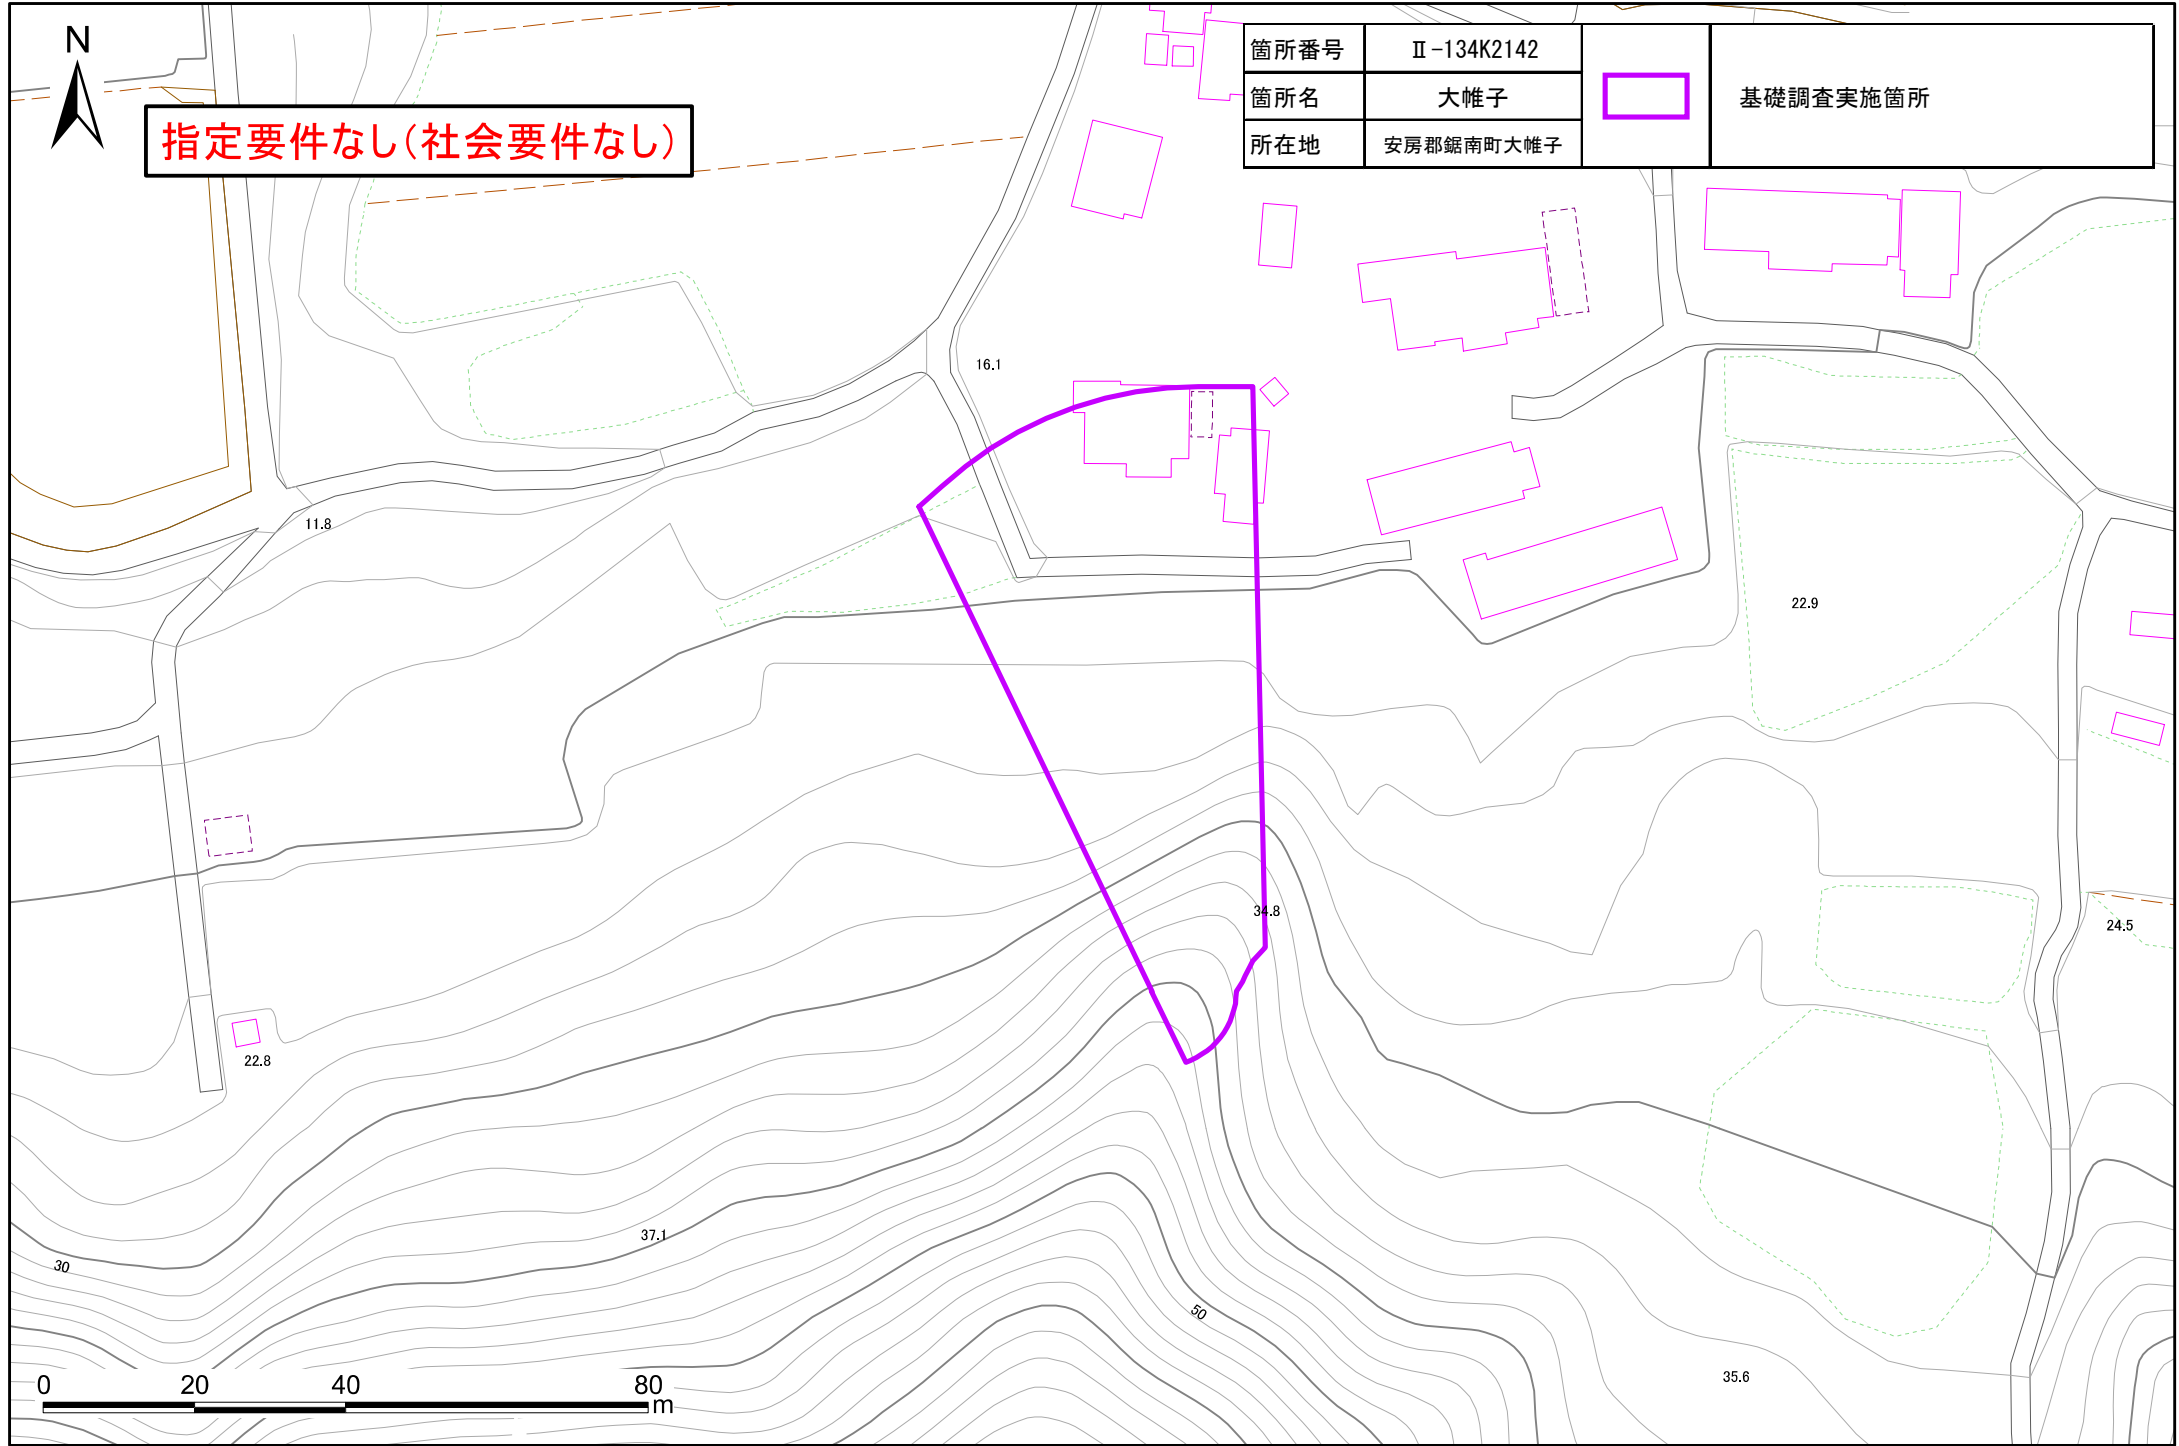 N
指定要件なし(社会要件なし)
箇所番号 Ⅱ-134K2142
箇所名 大帷子
所在地 安房郡鋸南町大帷子
基礎調査実施箇所
16.1
11.8
22.9
34.8
24.5
22.8
37.1
30
50
35.6
0 20 40 80
m